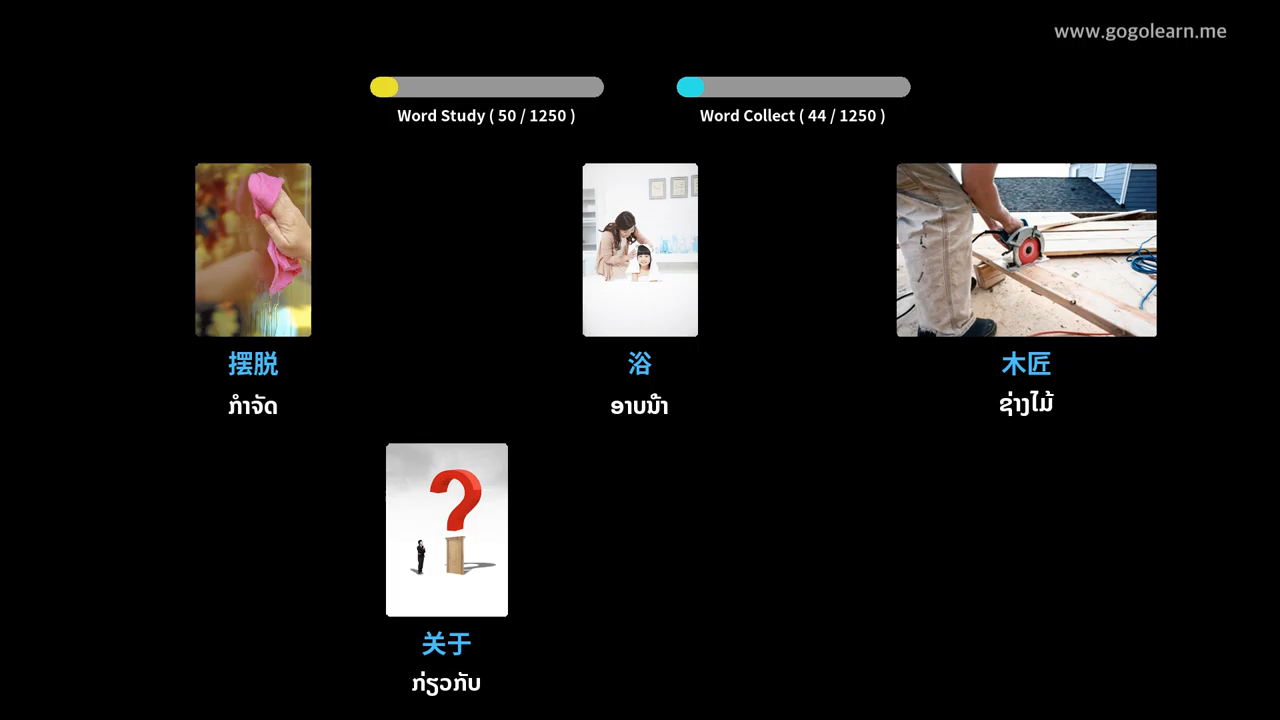 www.gogolearn.me
Word Study ( 50 / 1250 )
Word Collect ( 44 / 1250 )
摆脱
ກຳຈັດ
浴
ອາບນ້ຳ
木匠
ຊ່າງໄມ້
关于
ກ່ຽວກັບ